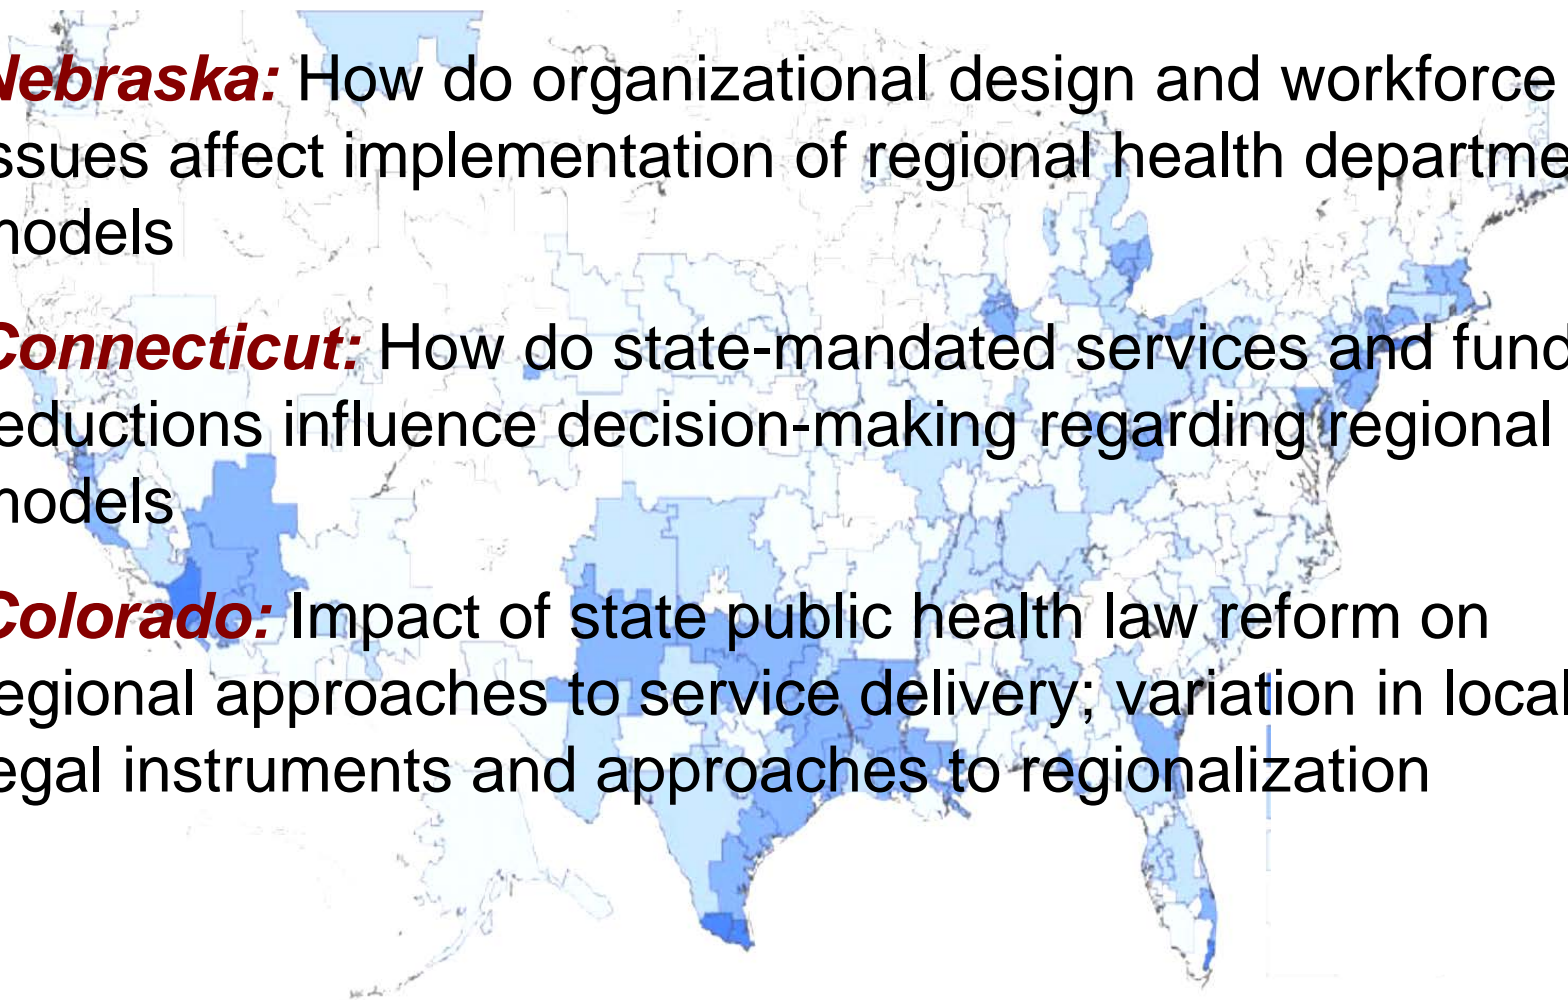 Nebraska: How do organizational design and workforce
ssues affect implementation of regional health departme
models
Connecticut: How do state-mandated services and fund
eductions influence decision-making regarding regional
models
Colorado: Impact of state public health law reform on
egional approaches to service delivery; variation in local
egal instruments and approaches to regionalization